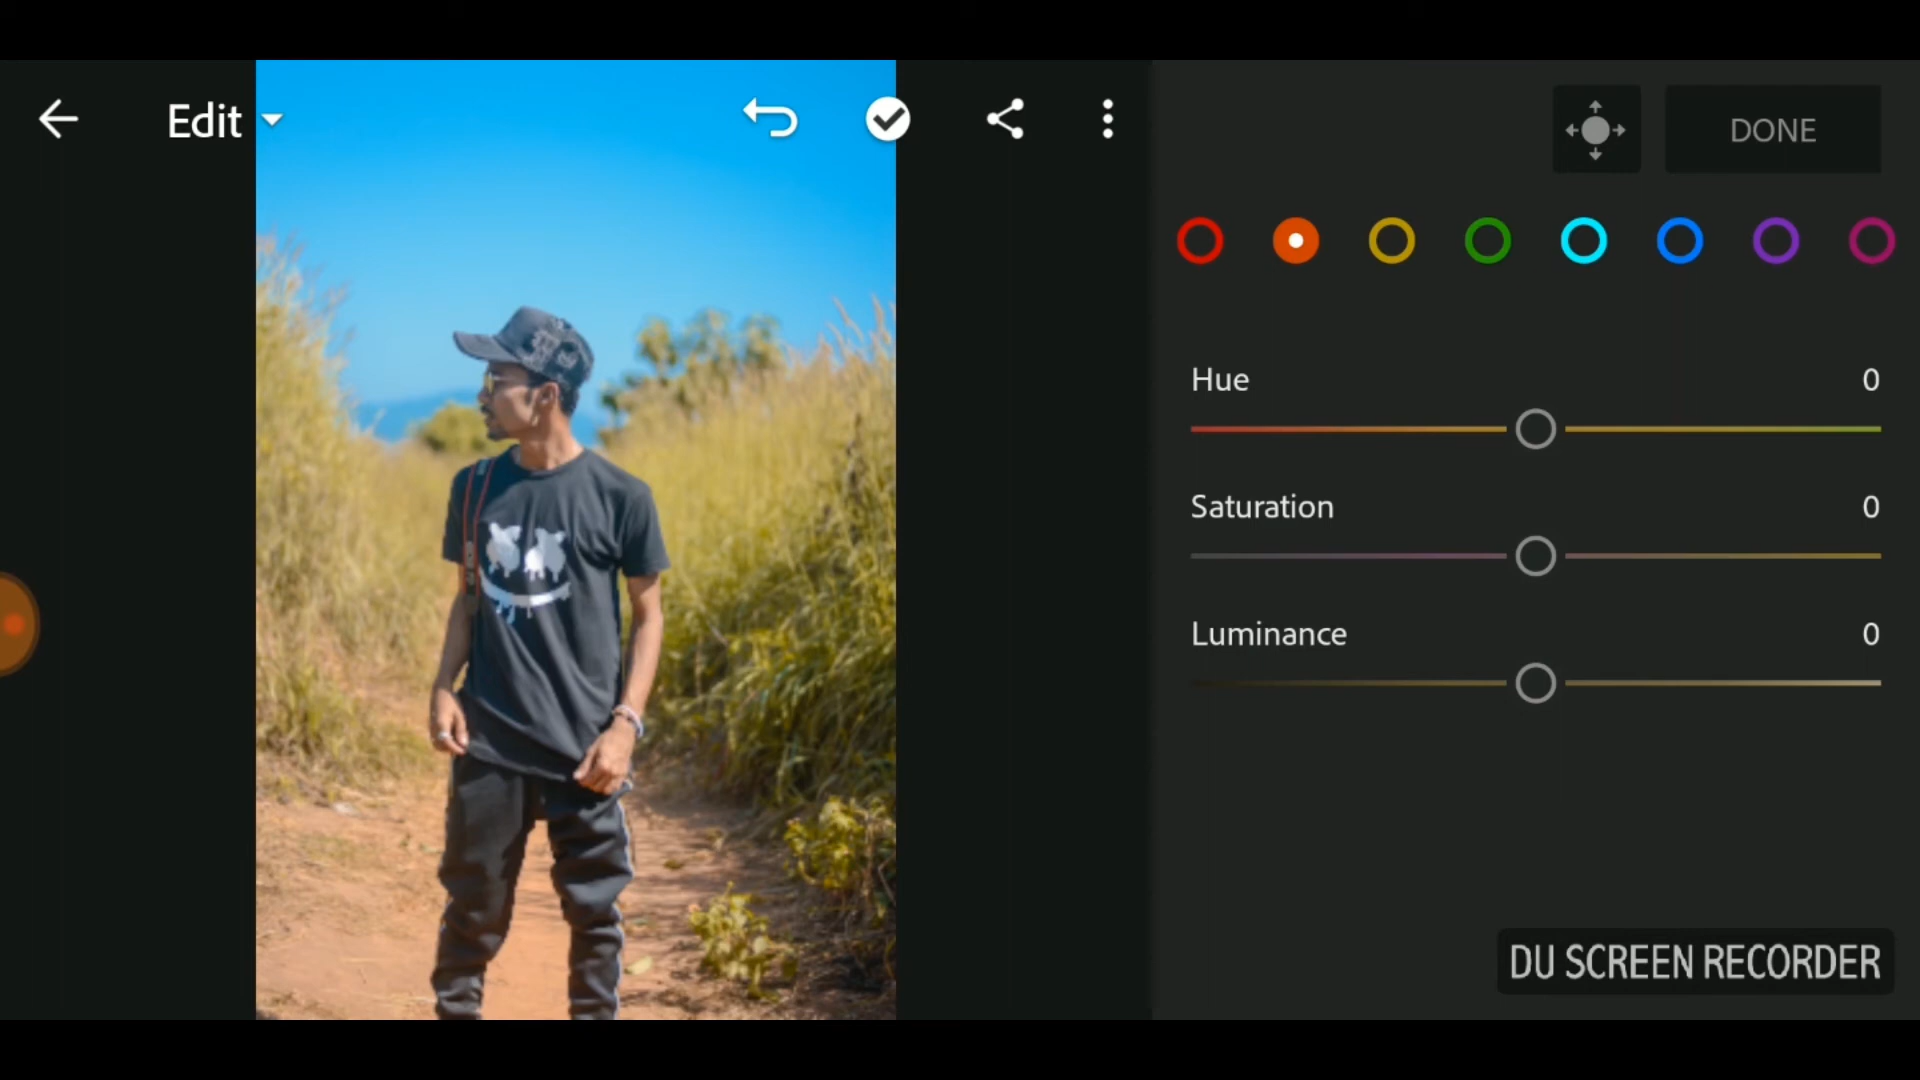 Edit
DONE
Hue 0
Saturation 0
Luminance 0
DU SCREEN RECORDER